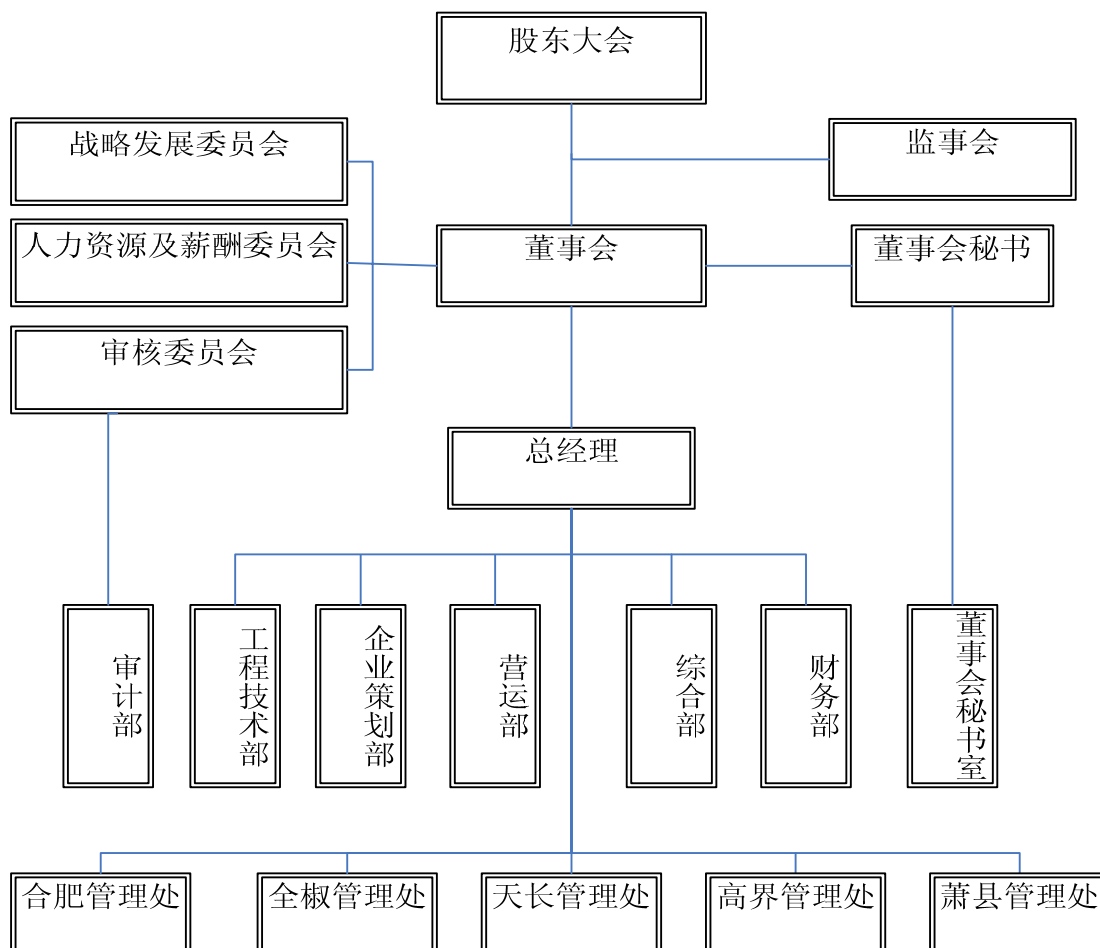 股东大会
战略发展委员会
监事会
人力资源及薪酬委员会
董事会
董事会秘书
审核委员会
总经理
审计部
工程技术部
企业策划部
营运部
综合部
财务部
董事会秘书室
合肥管理处
全椒管理处
天长管理处
高界管理处
萧县管理处